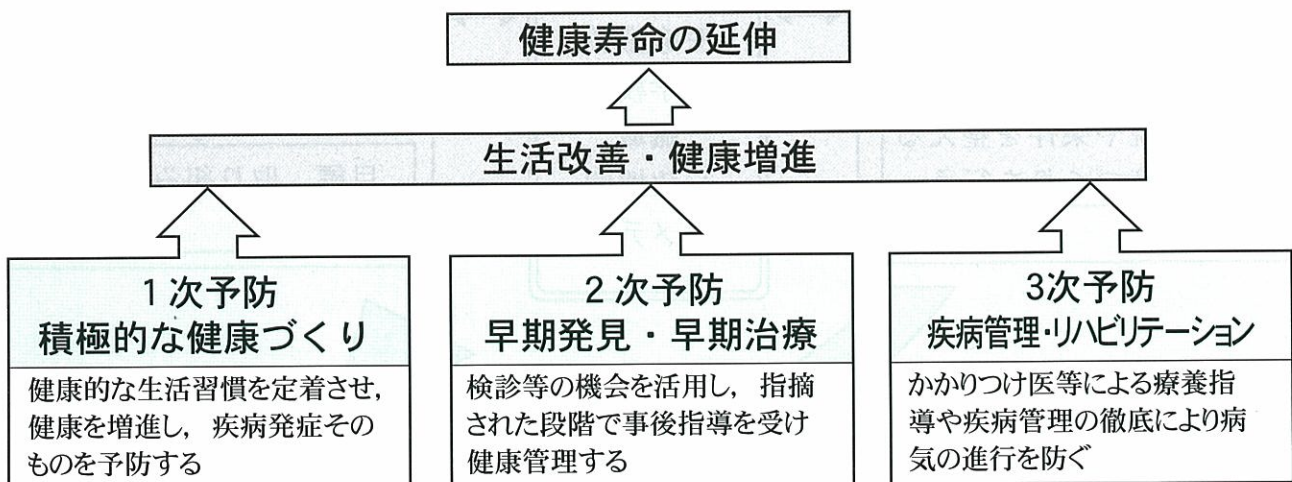 健康寿命の延伸
生活改善・健康増進
1次予防
積極的な健康づくり
健康的な生活習慣を定着させ,
健康を増進し, 疾病発症その
ものを予防する
2次予防
早期発見・早期治療
検診等の機会を活用し, 指摘
された段階で事後指導を受け
健康管理する
3次予防
疾病管理・リハビリテーション
かかりつけ医等による療養指
導や疾病管理の徹底により病
気の進行を防ぐ